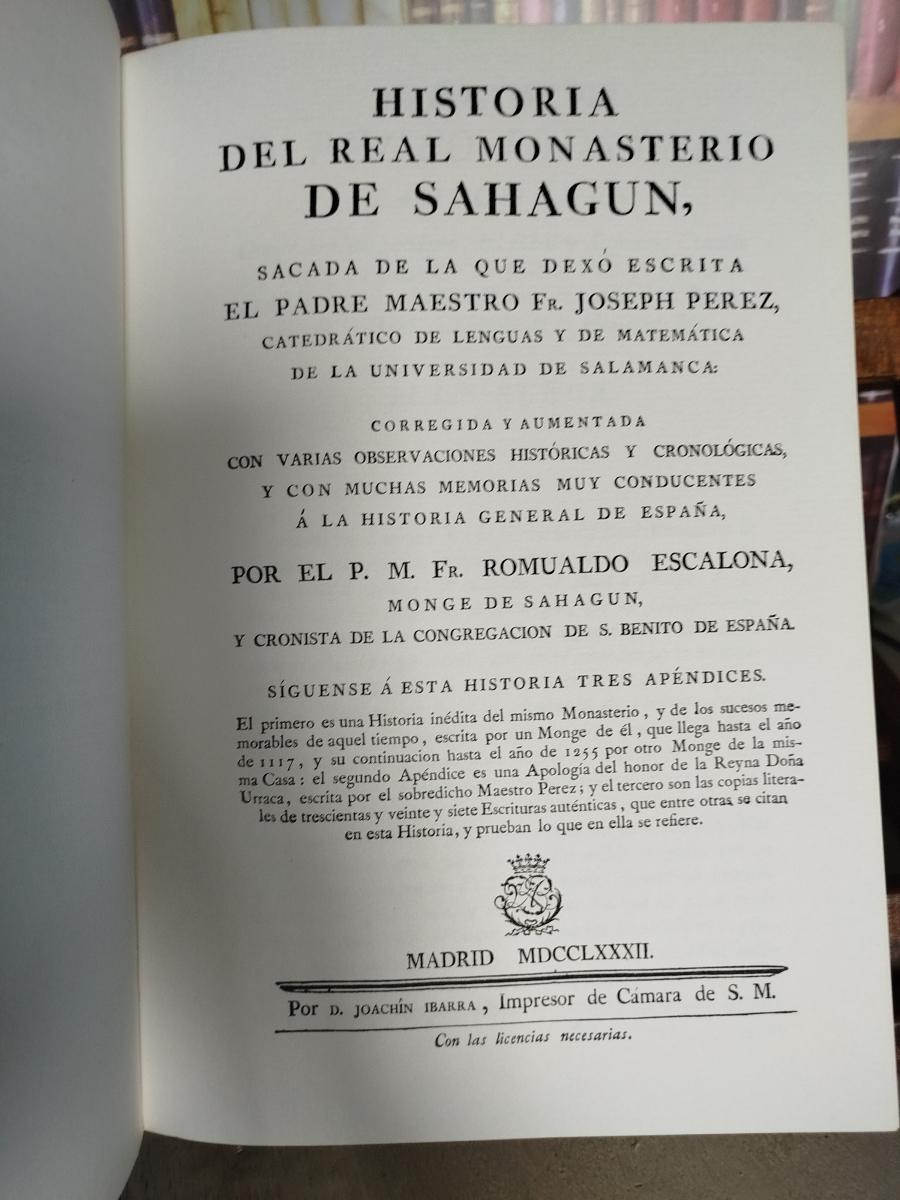 HISTORIA
DEL REAL MONASTERIO
DE SAHAGUN,
SACADA DE LA QUE DEXÓ ESCRITA
EL PADRE MAESTRO FR. JOSEPH PEREZ,
CATEDRÁTICO DE LENGUAS Y DE MATEMÁTICA
DE LA UNIVERSIDAD DE SALAMANCA:
CORREGIDA Y AUMENTADA
CON VARIAS OBSERVACIONES HISTÓRICAS Y CRONOLÓGICAS,
Y CON MUCHAS MEMORIAS MUY CONDUCENTES
Á LA HISTORIA GENERAL DE ESPAÑA,
POR EL P. M. FR. ROMUALDO ESCALONA,
MONGE DE SAHAGUN,
Y CRONISTA DE LA CONGREGACION DE S. BENITO DE ESPAÑA.
SÍGUENSE Á ESTA HISTORIA TRES APÉNDICES.
El primero es una Historia inédita del mismo Monasterio, y de los sucesos me-
morables de aquel tiempo, escrita por un Monge de él, que llega hasta el año
de 1117, y su continuacion hasta el año de 1255 por otro Monge de la mis-
ma Casa: el segundo Apéndice es una Apología del honor de la Reyna Doña
Urraca, escrita por el sobredicho Maestro Perez; y el tercero son las copias litera-
les de trescientas y veinte y siete Escrituras auténticas, que entre otras se citan
en esta Historia, y prueban lo que en ella se refiere.
MADRID MDCCLXXXII.
Por D. JOACHÍN IBARRA, Impresor de Cámara de S. M.
Con las licencias necesarias.